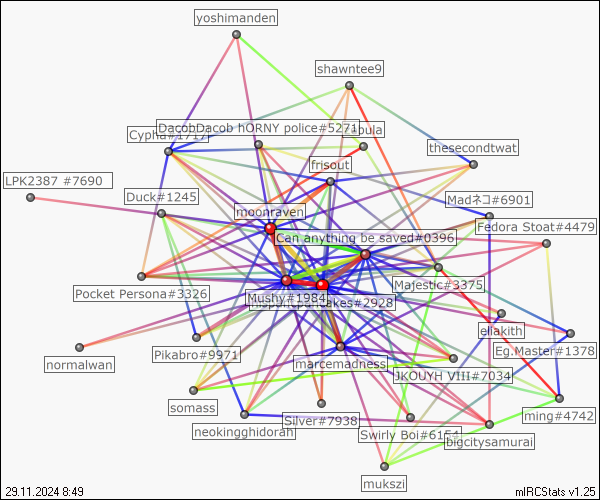 yoshimanden
shawntee9
DacobDacob hORNY police#5271
Cypha#1717
thesecondtwat
frisout
LPK2387 #7690
Duck#1245
Madネコ#6901
moonraven
Fedora Stoat#4479
Can anything be saved#0396
Majestic#3375
Pocket Persona#3326
Mushy#1984
eliakith
Pikabro#9971
Eg.Master#1378
normalwan
marcemadness
JKOUYH VIII#7034
somass
Silver#7938
ming#4742
neokingghidorah
Swirly Boi#6154
bigcitysamurai
mukszi
29.11.2024 8:49
mIRCStats v1.25